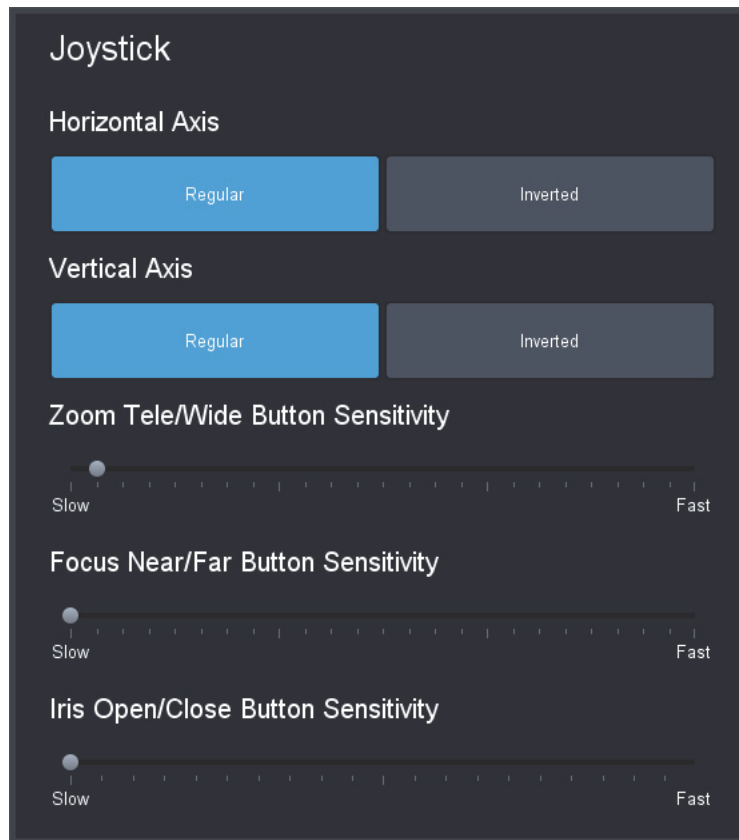 Joystick
Horizontal Axis
Regular Inverted
Vertical Axis
Regular Inverted
Zoom Tele/Wide Button Sensitivity
Slow Fast
Focus Near/Far Button Sensitivity
Slow Fast
Iris Open/Close Button Sensitivity
Slow Fast